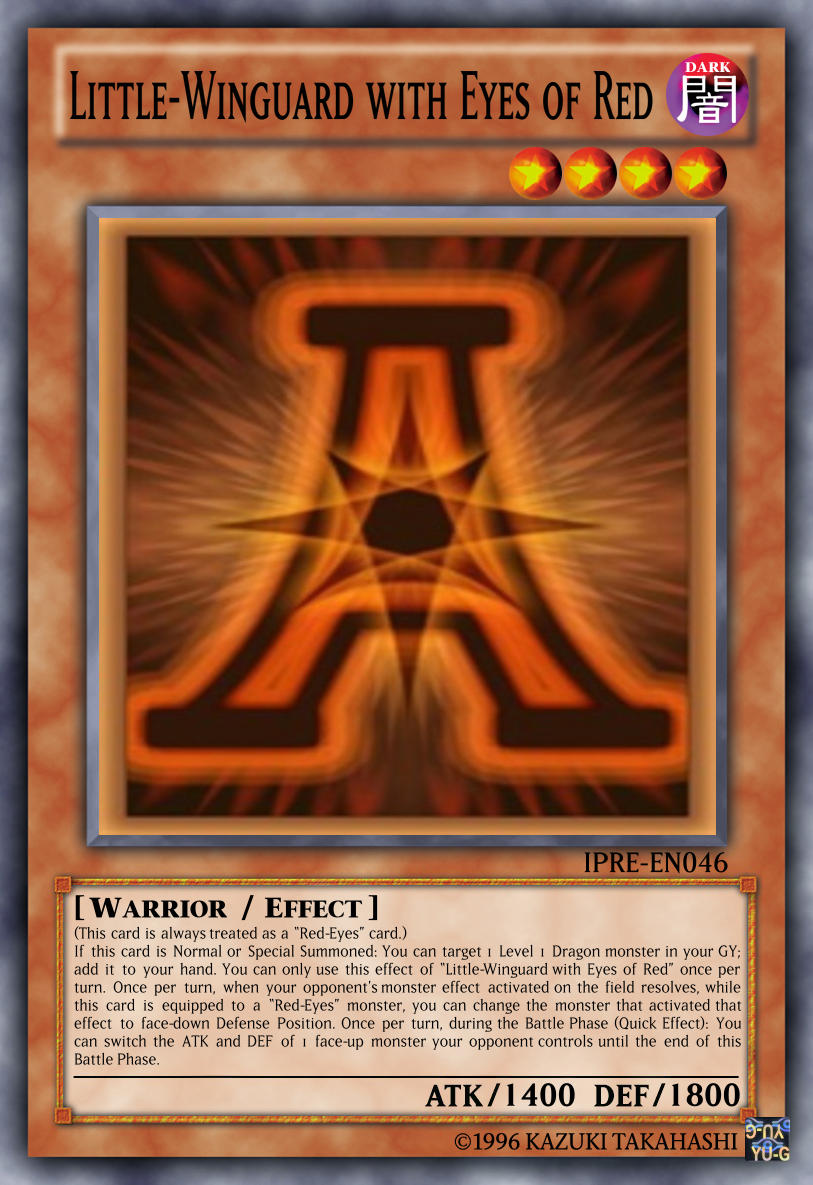 Little-Winguard with Eyes of Red
DARK
闇
A
IPRE-EN046
[ Warrior / Effect ]
(This card is always treated as a "Red-Eyes" card.)
If this card is Normal or Special Summoned: You can target 1 Level 1 Dragon monster in your GY;
add it to your hand. You can only use this effect of "Little-Winguard with Eyes of Red" once per
turn. Once per turn, when your opponent's monster effect activated on the field resolves, while
this card is equipped to a "Red-Eyes" monster, you can change the monster that activated that
effect to face-down Defense Position. Once per turn, during the Battle Phase (Quick Effect): You
can switch the ATK and DEF of 1 face-up monster your opponent controls until the end of this
Battle Phase.
ATK/1400 DEF/1800
©1996 KAZUKI TAKAHASHI
YU-G
YU-G